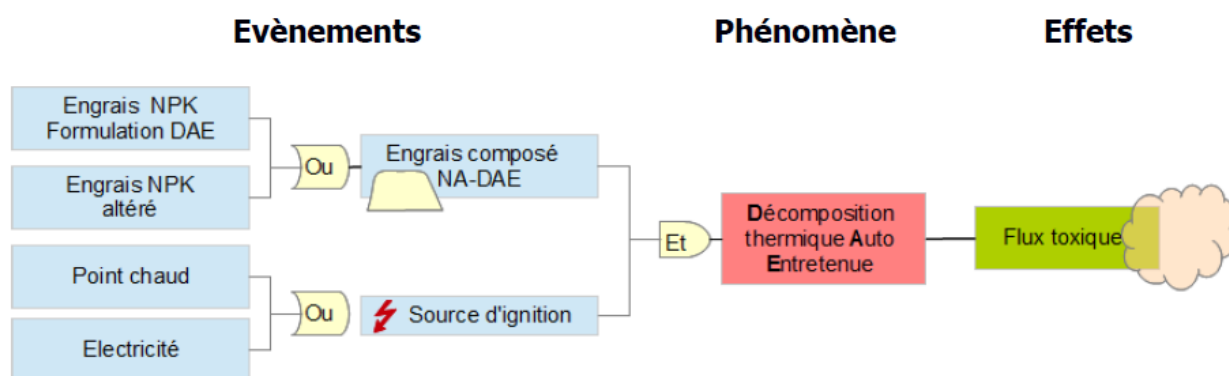 Evènements
Phénomène
Effets
Engrais NPK
Formulation DAE
Ou
Engrais composé
NA-DAE
Engrais NPK
altéré
Et
Décomposition
thermique Auto
Entretenue
Flux toxique
Point chaud
Ou
Source d'ignition
Electricité